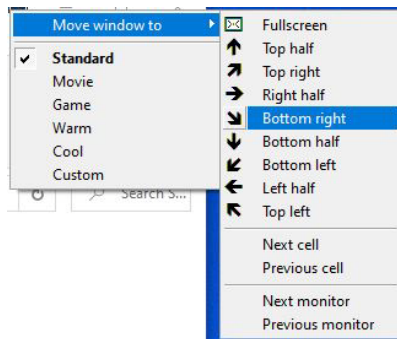 Move window to
Standard
Movie
Game
Warm
Cool
Custom
Search S...
Fullscreen
Top half
Top right
Right half
Bottom right
Bottom half
Bottom left
Left half
Top left
Next cell
Previous cell
Next monitor
Previous monitor